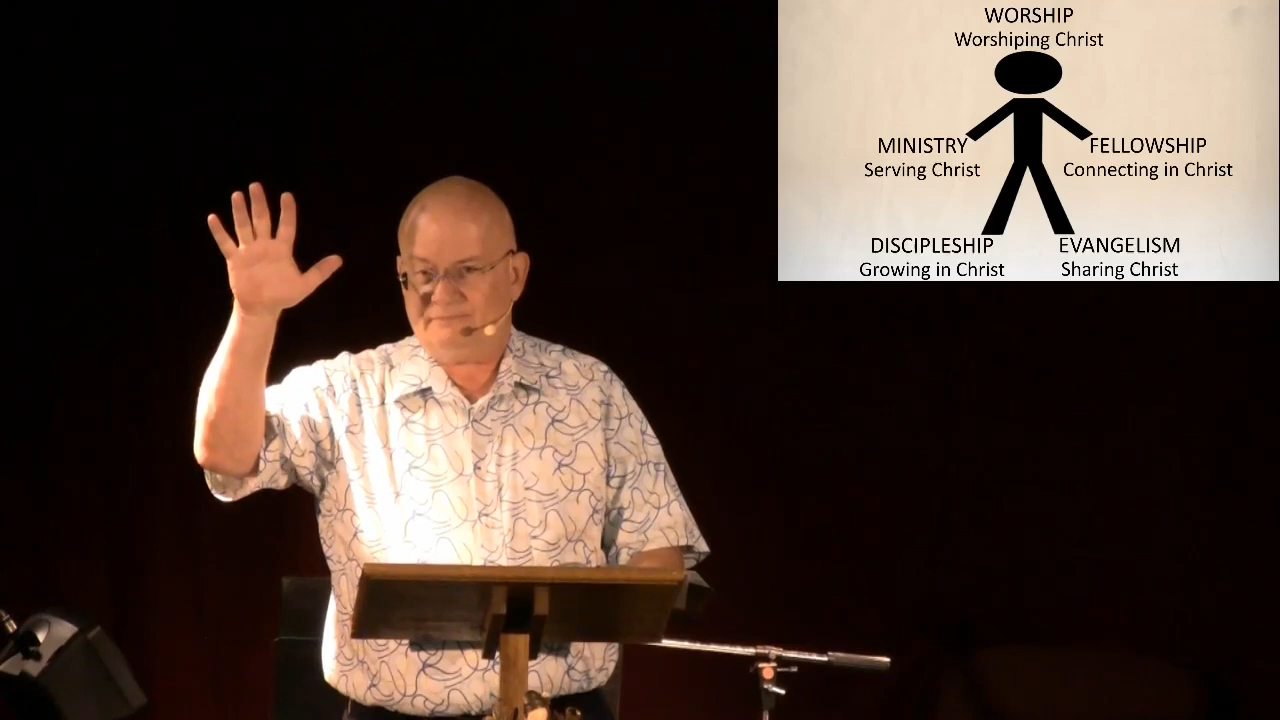 WORSHIP
Worshiping Christ
MINISTRY
Serving Christ
FELLOWSHIP
Connecting in Christ
DISCIPLESHIP
Growing in Christ
EVANGELISM
Sharing Christ